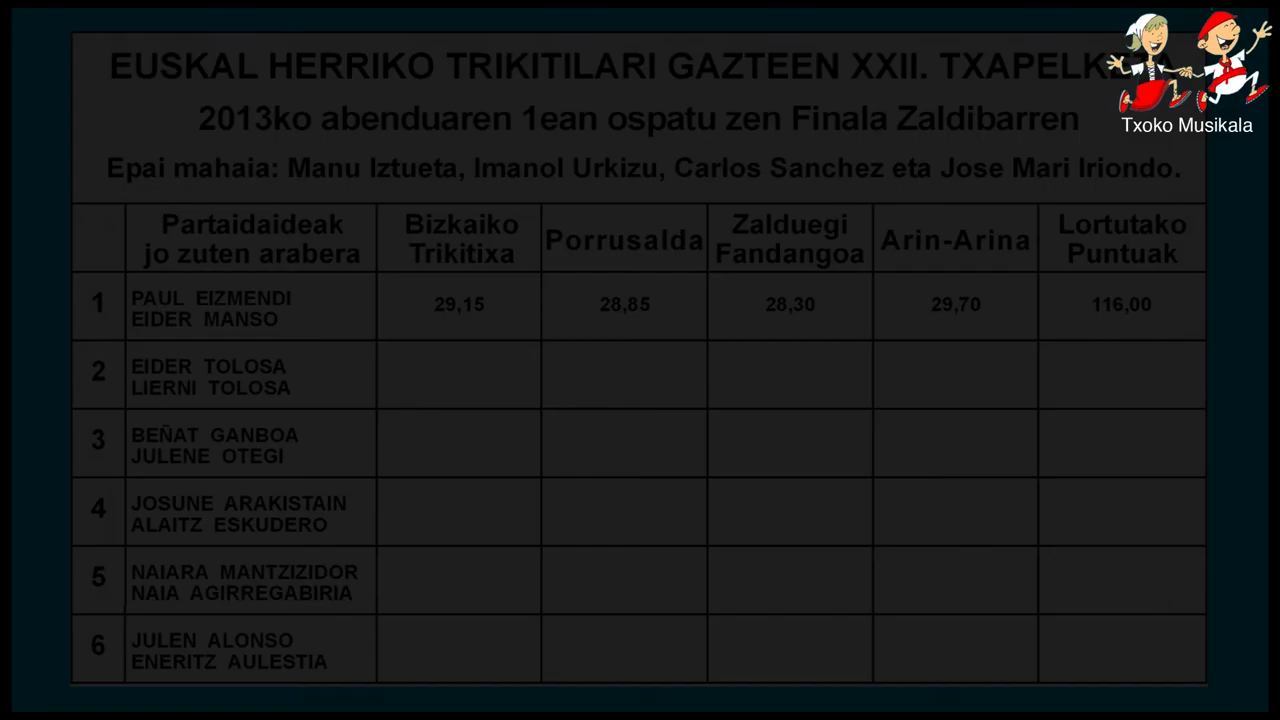 EUSKAL HERRIKO TRIKITILARI GAZTEEN XXII.
2013ko abenduaren 1ean ospatu zen Finala Zaldibarren
Epai mahaia: Manu Iztueta, Imanol Urkizu, Carlos Sanchez eta Jose Mari Iriondo.
Txoko Musikala
Partaidaideak
jo zuten arabera
Bizkaiko
Trikitixa
Porrusalda
Zalduegi
Fandangoa
Arin-Arina
Lortutako
Puntuak
1
PAUL EIZMENDI
EIDER MANSO
29,15
28,85
28,30
29,70
116,00
2
EIDER TOLOSA
LIERNI TOLOSA
3
BEÑAT GANBOA
JULENE OTEGI
4
JOSUNE ARAKISTAIN
ALAITZ ESKUDERO
5
NAIARA MANTZIZIDOR
NAIA AGIRREGABIRIA
6
JULEN ALONSO
ENERITZ AULESTIA